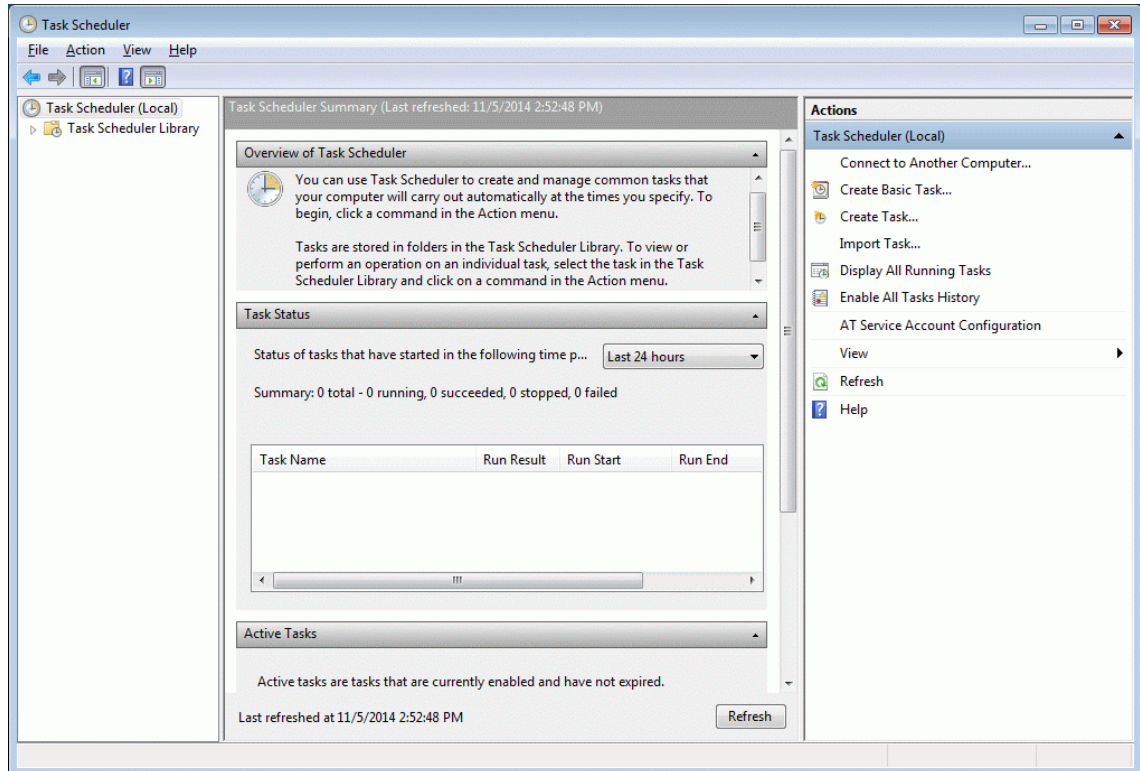 Task Scheduler
File Action View Help
Task Scheduler (Local)
Task Scheduler Library
Task Scheduler Summary (Last refreshed: 11/5/2014 2:52:48 PM)
Overview of Task Scheduler
You can use Task Scheduler to create and manage common tasks that
your computer will carry out automatically at the times you specify. To
begin, click a command in the Action menu.
Tasks are stored in folders in the Task Scheduler Library. To view or
perform an operation on an individual task, select the task in the Task
Scheduler Library and click on a command in the Action menu.
Task Status
Status of tasks that have started in the following time p... Last 24 hours
Summary: 0 total - 0 running, 0 succeeded, 0 stopped, 0 failed
Task Name Run Result Run Start Run End
Active Tasks
Active tasks are tasks that are currently enabled and have not expired.
Last refreshed at 11/5/2014 2:52:48 PM Refresh
Actions
Task Scheduler (Local)
Connect to Another Computer...
Create Basic Task...
Create Task...
Import Task...
Display All Running Tasks
Enable All Tasks History
AT Service Account Configuration
View
Refresh
Help